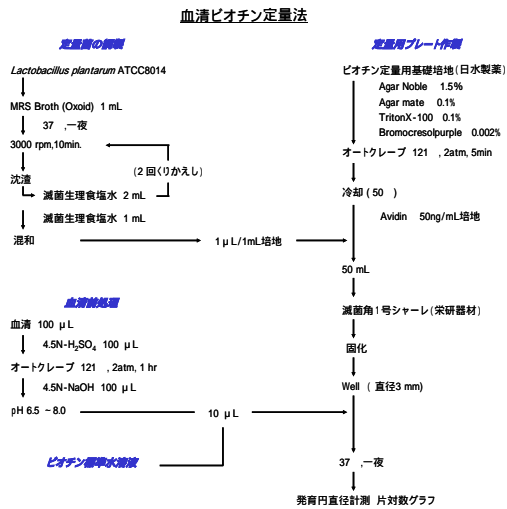 血清ビオチン定量法
定量菌の調製
Lactobacillus plantarum ATCC8014
MRS Broth (Oxoid) 1 mL
37 ,一夜
3000 rpm,10min.
(2回くりかえし)
沈渣
滅菌生理食塩水 2 mL
滅菌生理食塩水 1 mL
混和
1 μL/1mL培地
血清前処理
血清 100 μL
4.5N-H₂SO₄ 100 μL
オートクレーブ 121 , 2atm, 1 hr
4.5N-NaOH 100 μL
pH 6.5 ~ 8.0
10 μL
ビオチン標準水溶液
定量用プレート作製
ビオチン定量用基礎培地(日水製薬)
Agar Noble 1.5%
Agar mate 0.1%
TritonX-100 0.1%
Bromocresolpurple 0.002%
オートクレーブ 121 , 2atm, 5min
冷却 ( 50 )
Avidin 50ng/mL培地
50 mL
滅菌角1号シャーレ(栄研器材)
固化
Well ( 直径3 mm)
37 ,一夜
発育円直径計測 片対数グラフ